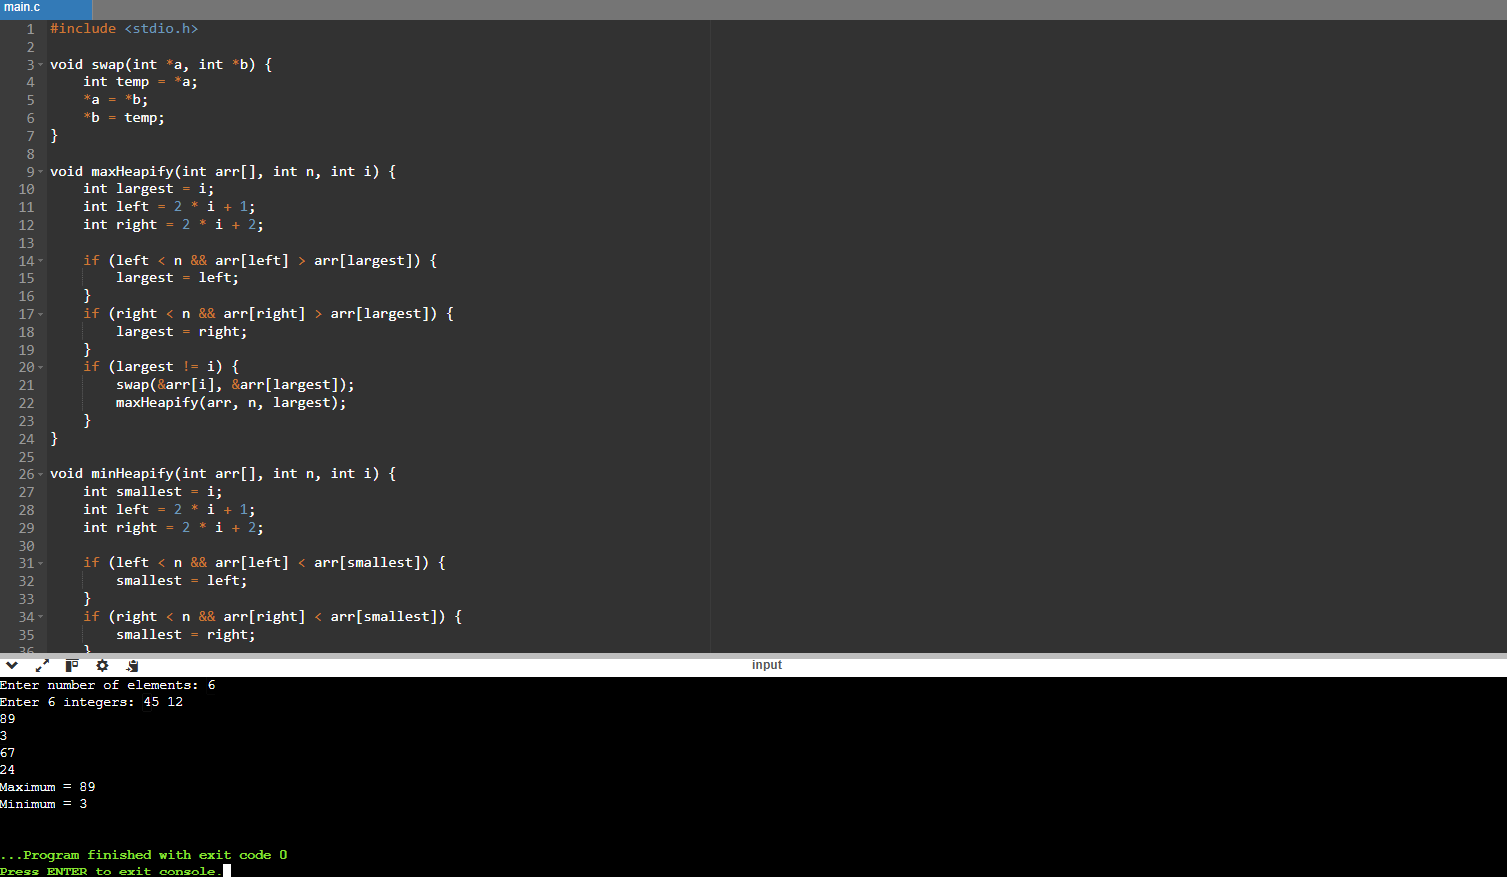 main.c
1 #include <stdio.h>
2
3 void swap(int *a, int *b) {
4     int temp = *a;
5     *a = *b;
6     *b = temp;
7 }
8
9 void maxHeapify(int arr[], int n, int i) {
10     int largest = i;
11     int left = 2 * i + 1;
12     int right = 2 * i + 2;
13
14     if (left < n && arr[left] > arr[largest]) {
15         largest = left;
16     }
17     if (right < n && arr[right] > arr[largest]) {
18         largest = right;
19     }
20     if (largest != i) {
21         swap(&arr[i], &arr[largest]);
22         maxHeapify(arr, n, largest);
23     }
24 }
25
26 void minHeapify(int arr[], int n, int i) {
27     int smallest = i;
28     int left = 2 * i + 1;
29     int right = 2 * i + 2;
30
31     if (left < n && arr[left] < arr[smallest]) {
32         smallest = left;
33     }
34     if (right < n && arr[right] < arr[smallest]) {
35         smallest = right;
36     }
input
Enter number of elements: 6
Enter 6 integers: 45 12
89
3
67
24
Maximum = 89
Minimum = 3
...Program finished with exit code 0
Press ENTER to exit console.